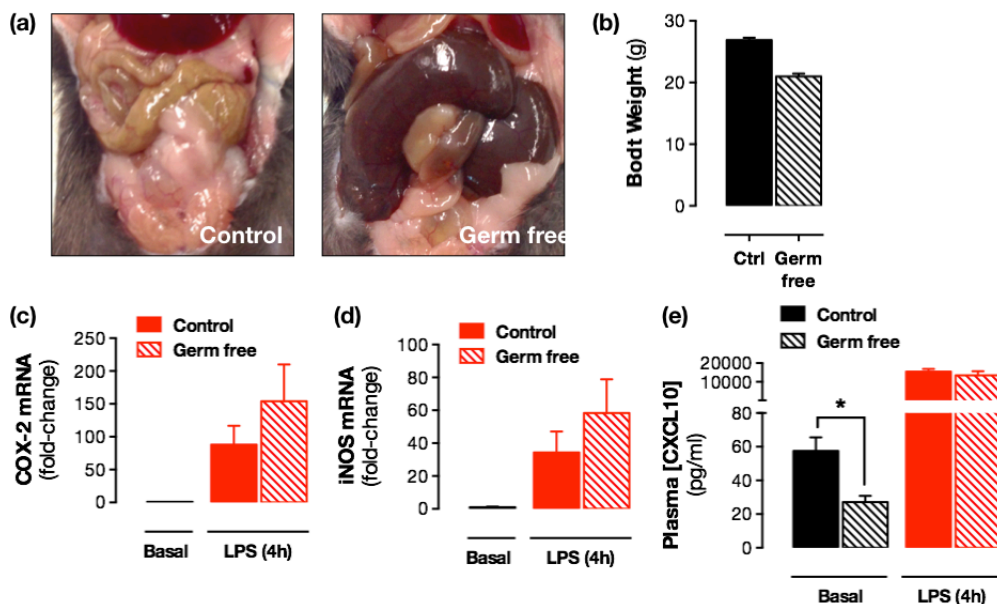 (a)
Control
Germ free
(b)
Bodt Weight (g)
30
20
10
0
Ctrl
Germ
free
(c)
Control
Germ free
COX-2 mRNA
(fold-change)
250
200
150
100
50
0
Basal
LPS (4h)
(d)
Control
Germ free
iNOS mRNA
(fold-change)
100
80
60
40
20
0
Basal
LPS (4h)
(e)
Control
Germ free
Plasma [CXCL10]
(pg/ml)
20000
10000
80
60
40
20
0
*
Basal
LPS (4h)